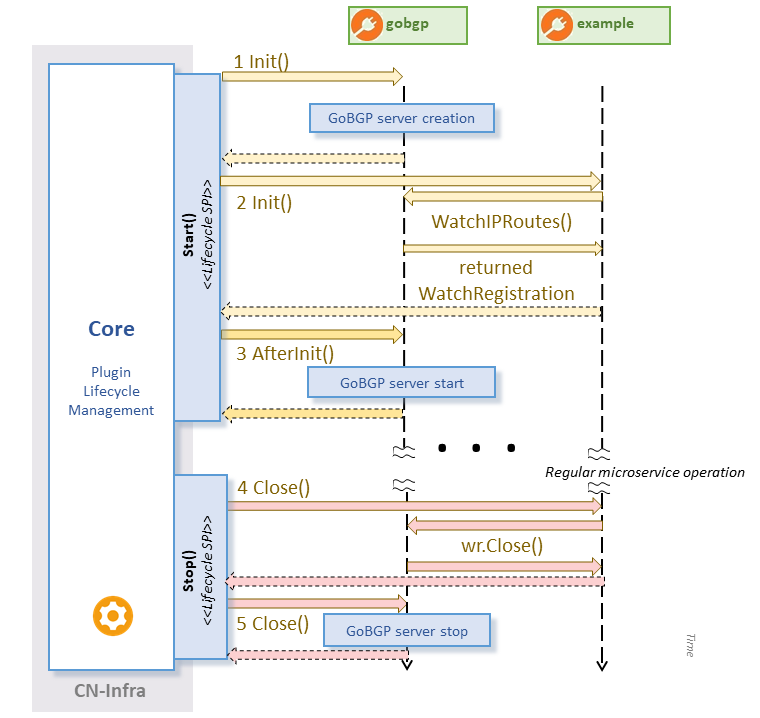 gobgp
example
1 Init()
GoBGP server creation
2 Init()
WatchIPRoutes()
returned
WatchRegistration
Start()
<<Lifecycle SPI>>
Core
Plugin
Lifecycle
Management
3 AfterInit()
GoBGP server start
Regular microservice operation
4 Close()
wr.Close()
Stop()
<<Lifecycle SPI>>
5 Close()
GoBGP server stop
Time
CN-Infra